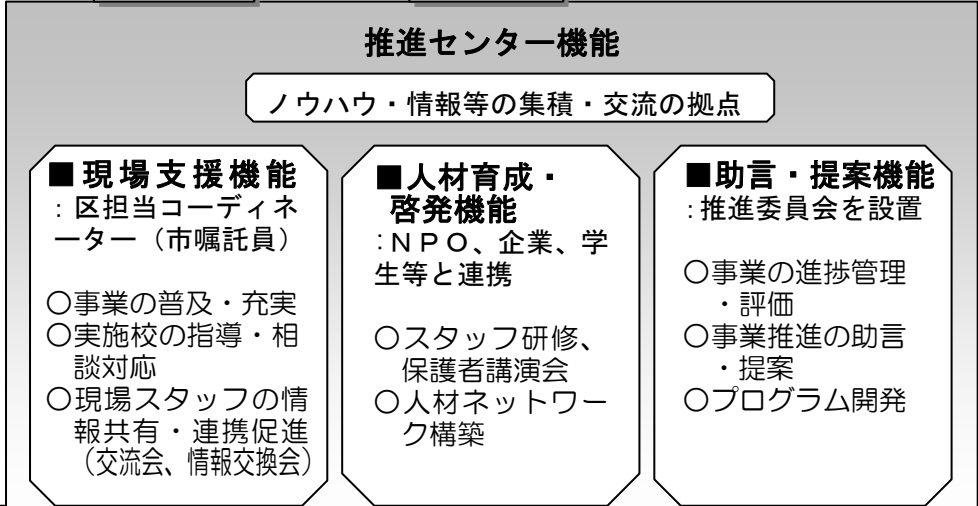 推進センター機能
ノウハウ・情報等の集積・交流の拠点
■現場支援機能
：区担当コーディネ
ーター（市嘱託員）
〇事業の普及・充実
〇実施校の指導・相
談対応
〇現場スタッフの情
報共有・連携促進
（交流会、情報交換会）
■人材育成・
啓発機能
：ＮＰＯ、企業、学
生等と連携
〇スタッフ研修、
保護者講演会
〇人材ネットワー
ク構築
■助言・提案機能
：推進委員会を設置
〇事業の進捗管理
・評価
〇事業推進の助言
・提案
〇プログラム開発